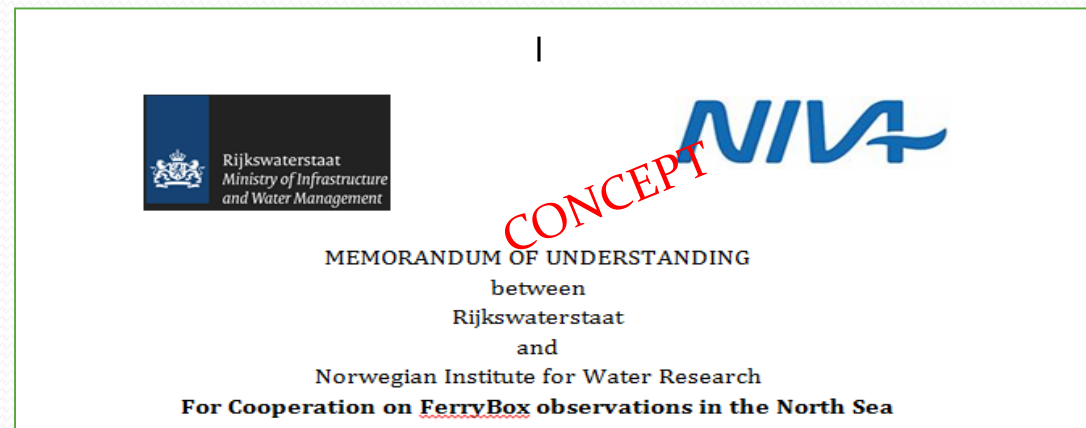 Rijkswaterstaat
Ministry of Infrastructure
and Water Management
NIVA
CONCEPT
MEMORANDUM OF UNDERSTANDING
between
Rijkswaterstaat
and
Norwegian Institute for Water Research
For Cooperation on FerryBox observations in the North Sea